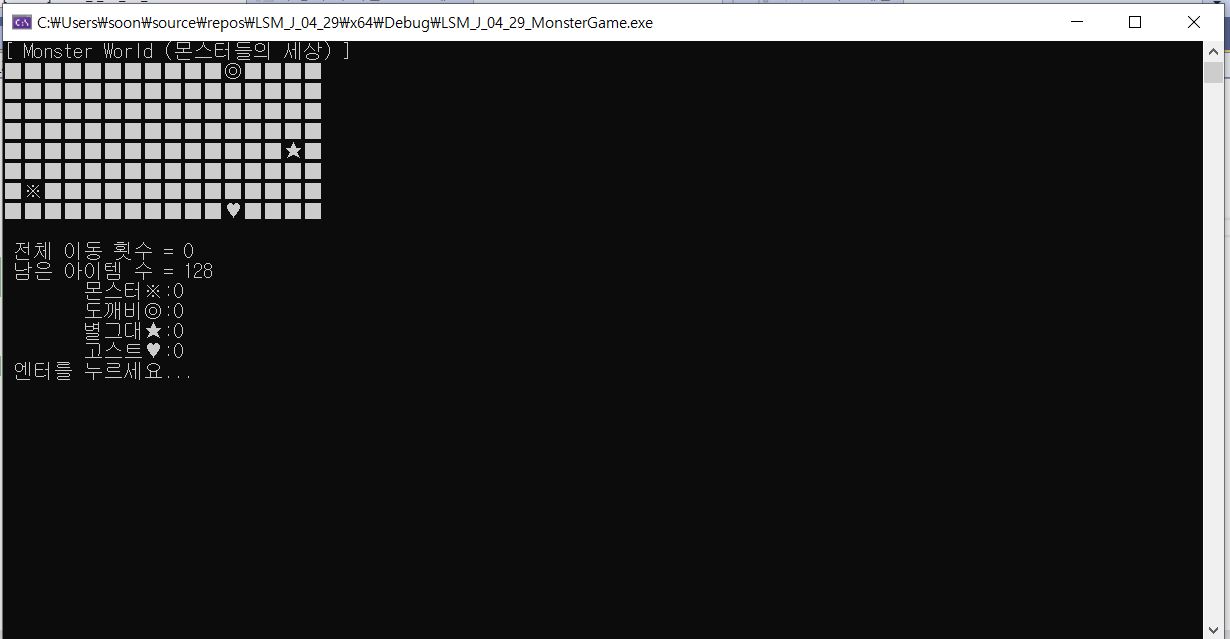 C:₩Users₩soon₩source₩repos₩LSM_J_04_29₩x64₩Debug₩LSM_J_04_29_MonsterGame.exe
[ Monster World (몬스터들의 세상) ]
■■■■■■■■■■■◎■■■■
■■■■■■■■■■■■■■■■
■■■■■■■■■■■■■■■■
■■■■■■■■■■■■■■■■
■■■■■■■■■■■■■■★■
■■■■■■■■■■■■■■■■
■※■■■■■■■■■■■■■■
■■■■■■■■■■■♥■■■■
전체 이동 횟수 = 0
남은 아이템 수 = 128
몬스터※:0
도깨비◎:0
별그대★:0
고스트♥:0
엔터를 누르세요...